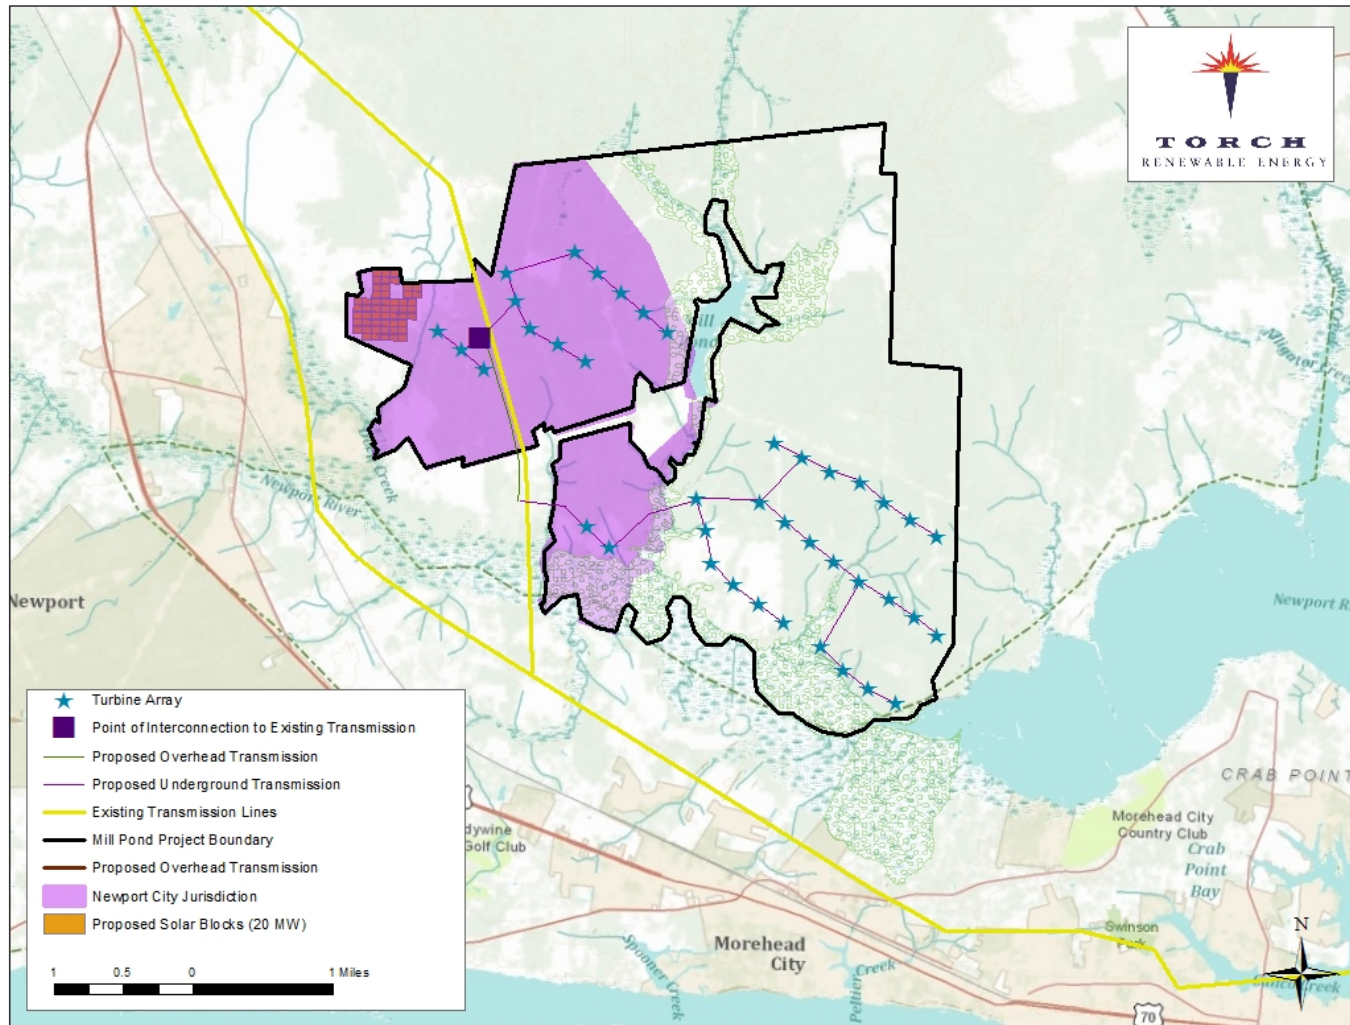 TORCH
RENEWABLE ENERGY
Newport River
Creek
Newport
Alligator Creek
CRAB POINT
Morehead City
Country Club
Crab
Point
Bay
Golf Club
Swinson
Morehead
City
Spooner Creek
Peltier
Creek
70
N
Turbine Array
Point of Interconnection to Existing Transmission
Proposed Overhead Transmission
Proposed Underground Transmission
Existing Transmission Lines
Mill Pond Project Boundary
Proposed Overhead Transmission
Newport City Jurisdiction
Proposed Solar Blocks (20 MW)
1 0.5 0 1 Miles